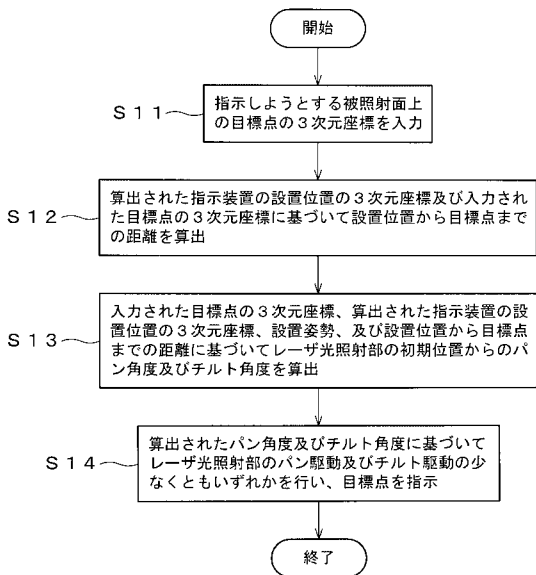 開始
S11
指示しようとする被照射面上
の目標点の3次元座標を入力
S12
算出された指示装置の設置位置の3次元座標及び入力され
た目標点の3次元座標に基づいて設置位置から目標点まで
の距離を算出
S13
入力された目標点の3次元座標、算出された指示装置の設
置位置の3次元座標、設置姿勢、及び設置位置から目標点
までの距離に基づいてレーザ光照射部の初期位置からのパ
ン角度及びチルト角度を算出
S14
算出されたパン角度及びチルト角度に基づいて
レーザ光照射部のパン駆動及びチルト駆動の少
なくともいずれかを行い、目標点を指示
終了